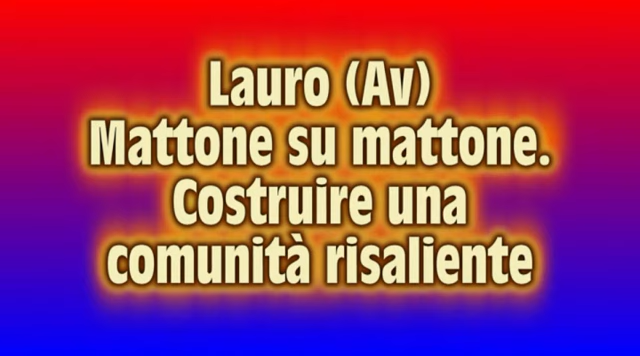 Lauro (Av)
Mattone su mattone.
Costruire una
comunità risaliente